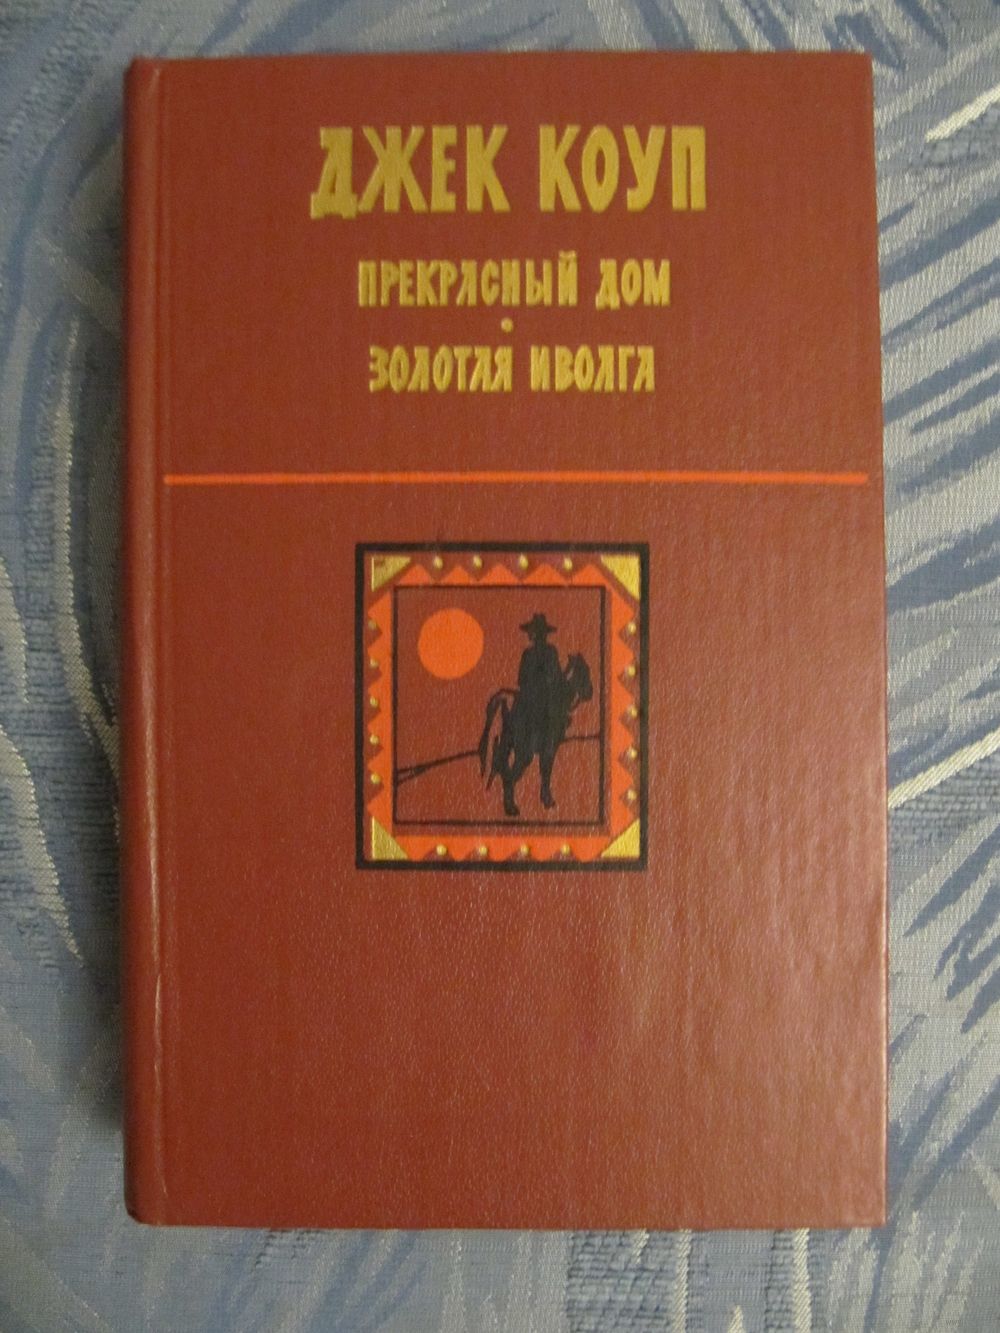 ДЖЕК КОУП
ПРЕКРАСНЫЙ ДОМ
•
ЗОЛОТАЯ ИВОЛГА